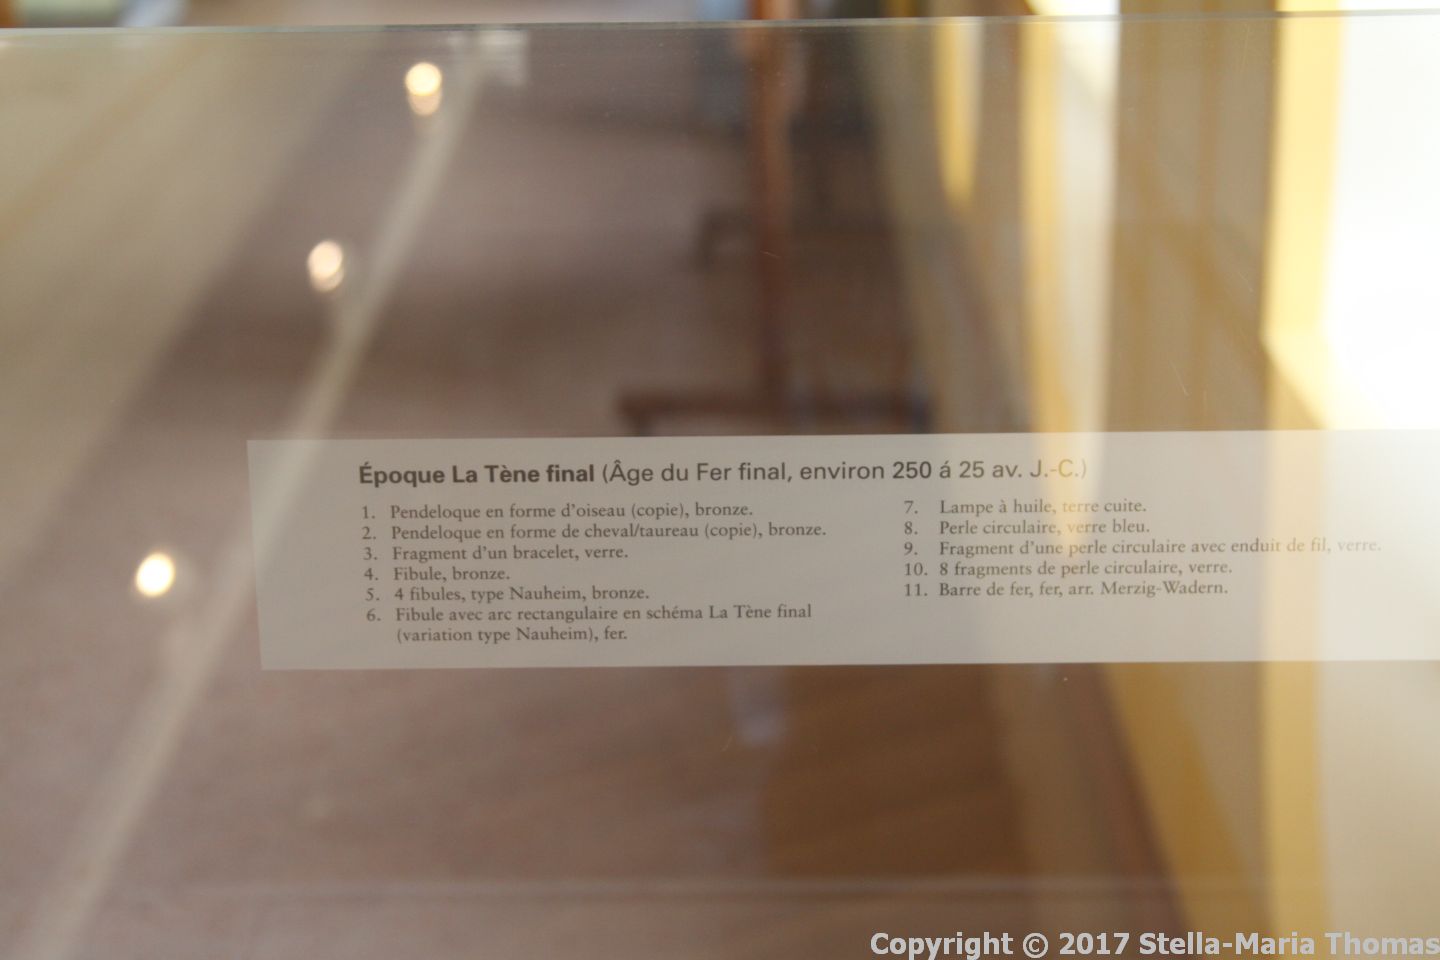 Époque La Tène final (Âge du Fer final, environ 250 á 25 av. J.-C.)
1. Pendeloque en forme d'oiseau (copie), bronze.
2. Pendeloque en forme de cheval/taureau (copie), bronze.
3. Fragment d'un bracelet, verre.
4. Fibule, bronze.
5. 4 fibules, type Nauheim, bronze.
6. Fibule avec arc rectangulaire en schéma La Tène final
(variation type Nauheim), fer.
7. Lampe à huile, terre cuite.
8. Perle circulaire, verre bleu.
9. Fragment d'une perle circulaire avec enduit de fil, verre.
10. 8 fragments de perle circulaire, verre.
11. Barre de fer, fer, arr. Merzig-Wadern.
Copyright © 2017 Stella-Maria Thomas